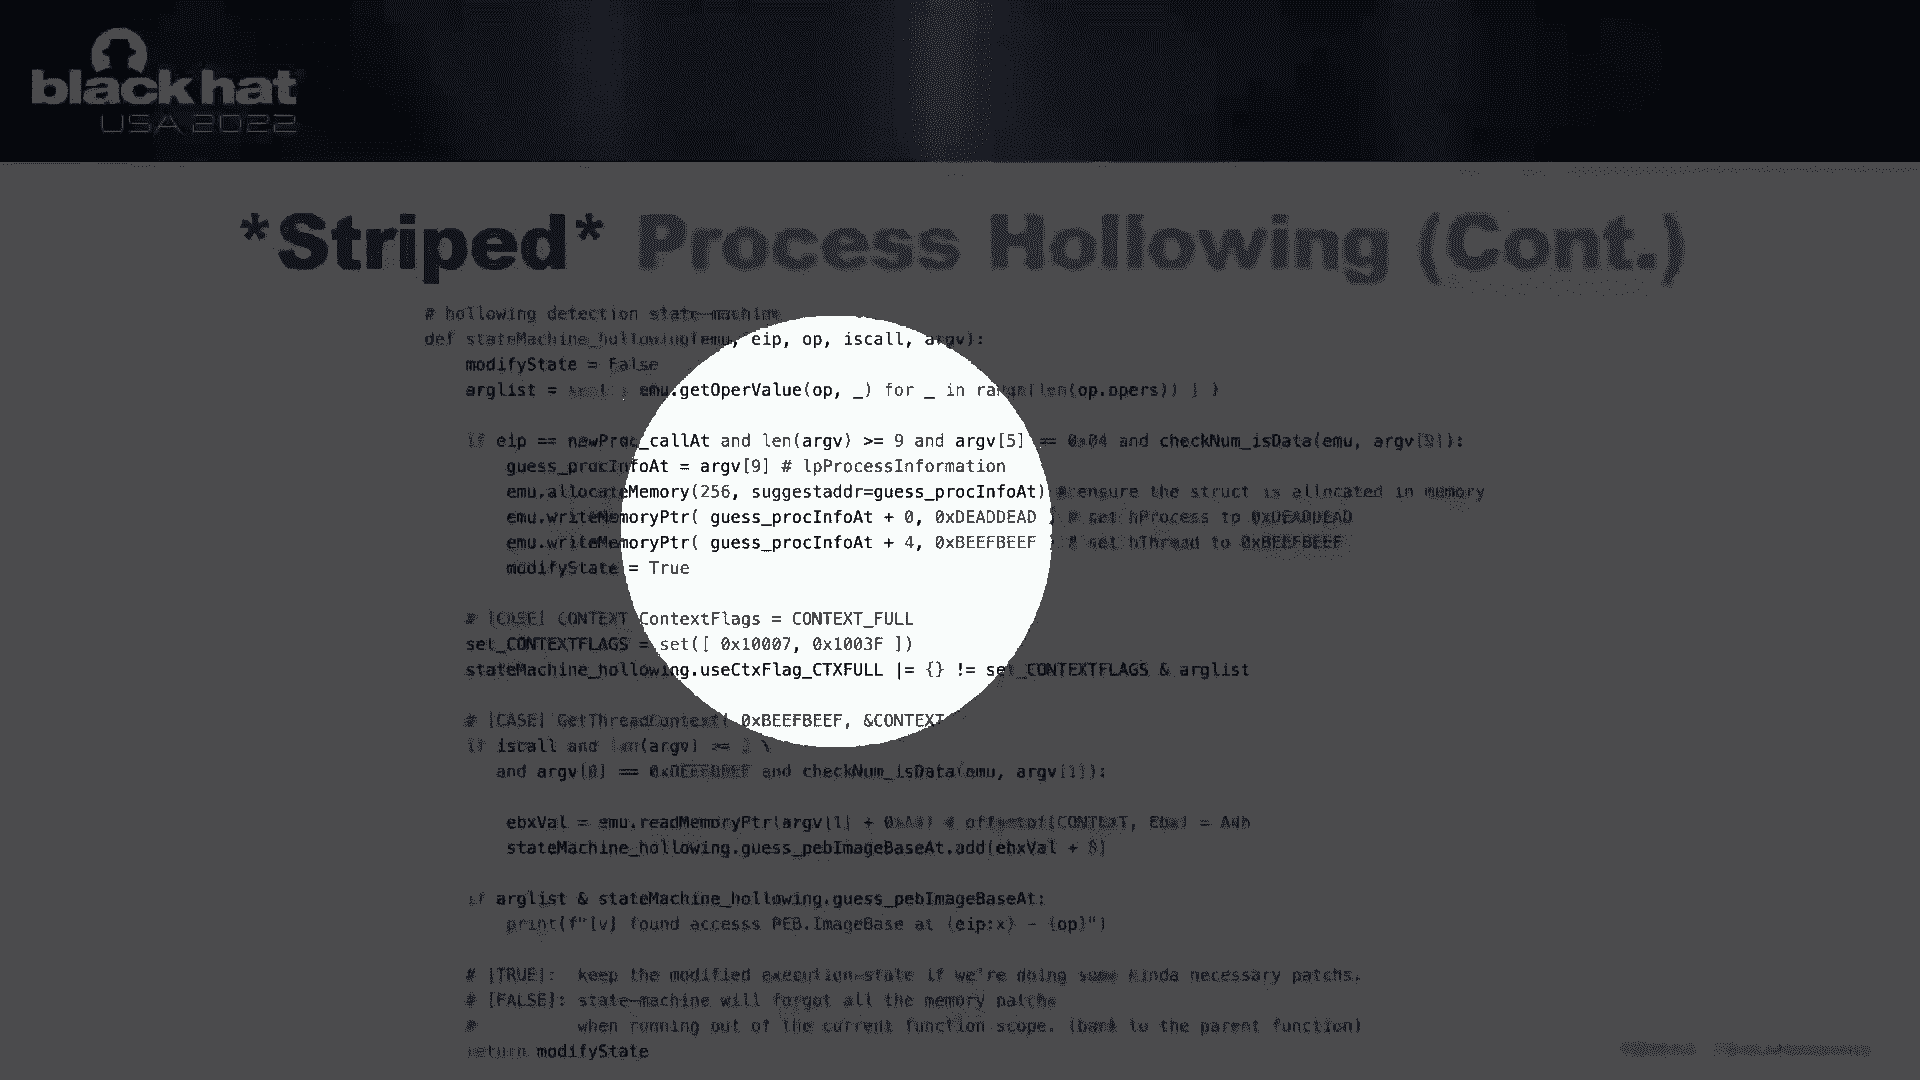 black hat
USA 2022
*Striped* Process Hollowing (Cont.)
# hollowing detection state-machine
def stateMachine_hollowing(emu, eip, op, iscall, argv):
modifyState = False
arglist = emu.getOperValue(op, _) for _ in range(len(op.opers)) ] )
if eip == newProc_callAt and len(argv) >= 9 and argv[5] == 0x04 and checkNum_isData(emu, argv[9]):
guess_procInfoAt = argv[9] # lpProcessInformation
emu.allocateMemory(256, suggestaddr=guess_procInfoAt) # ensure the struct is allocated in memory
emu.writeMemoryPtr( guess_procInfoAt + 0, 0xDEADDEAD ) # set hProcess to 0xDEADDEAD
emu.writeMemoryPtr( guess_procInfoAt + 4, 0xBEEFBEEF ) # set hThread to 0xBEEFBEEF
modifyState = True
# [CASE] CONTEXT ContextFlags = CONTEXT_FULL
set_CONTEXTFLAGS = set([ 0x10007, 0x1003F ])
stateMachine_hollowing.useCtxFlag_CTXFULL |= {} != set_CONTEXTFLAGS & arglist
# [CASE] GetThreadContext( 0xBEEFBEEF, &CONTEXT
if iscall and len(argv) >= 2 \
and argv[0] == 0xBEEFBEEF and checkNum_isData(emu, argv[1]):
ebxVal = emu.readMemoryPtr(argv[1] + 0xA4) # offsetof(CONTEXT, Ebx) = A4h
stateMachine_hollowing.guess_pebImageBaseAt.add(ebxVal + 8)
if arglist & stateMachine_hollowing.guess_pebImageBaseAt:
print(f"[v] found accesss PEB.ImageBase at {eip:x} - {op}")
# [TRUE]: keep the modified execution-state if we're doing some kinda necessary patchs.
# [FALSE]: state-machine will forgot all the memory patchs
# when running out of the current function scope. (back to the parent function)
return modifyState